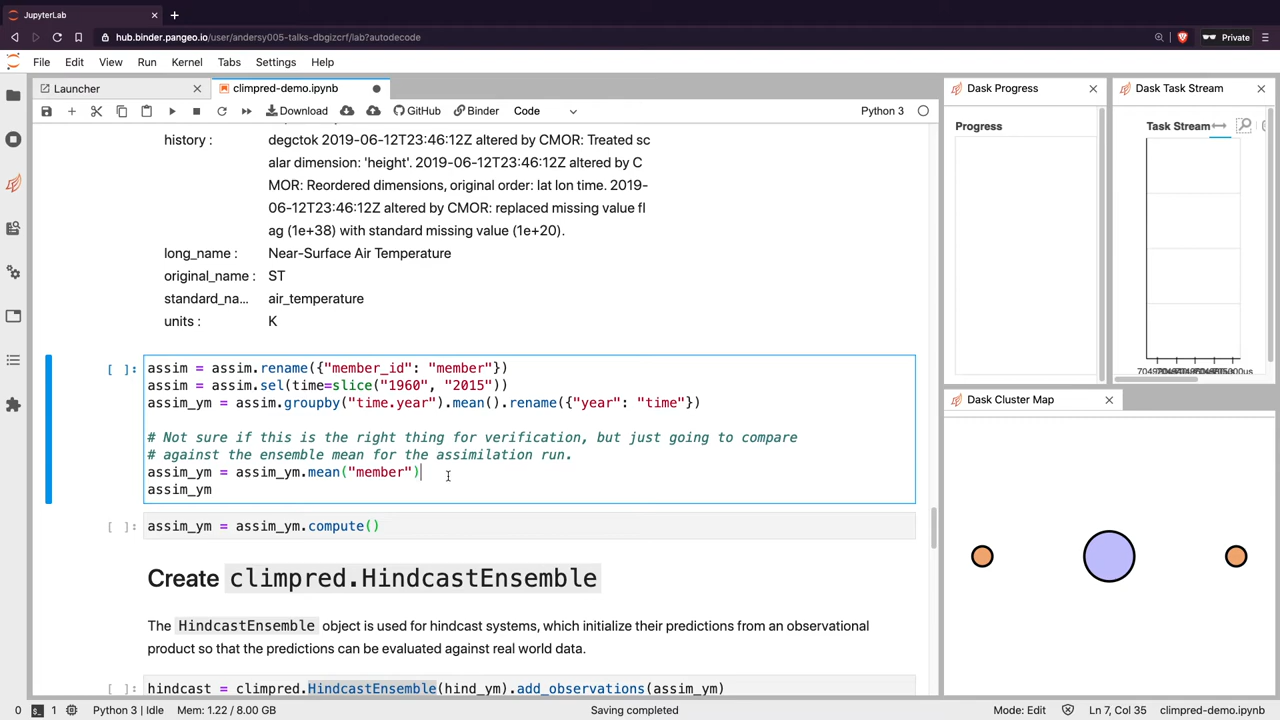 JupyterLab
hub.binder.pangeo.io/user/andersy005-talks-dbgizcrf/lab?autodecode
Private
File Edit View Run Kernel Tabs Settings Help
Launcher
climpred-demo.ipynb
Download GitHub Binder Code Python 3
history : degctok 2019-06-12T23:46:12Z altered by CMOR: Treated sc
alar dimension: 'height'. 2019-06-12T23:46:12Z altered by C
MOR: Reordered dimensions, original order: lat lon time. 2019-
06-12T23:46:12Z altered by CMOR: replaced missing value fl
ag (1e+38) with standard missing value (1e+20).
long_name : Near-Surface Air Temperature
original_name : ST
standard_na... air_temperature
units : K
[ ]: assim = assim.rename({"member_id": "member"})
assim = assim.sel(time=slice("1960", "2015"))
assim_ym = assim.groupby("time.year").mean().rename({"year": "time"})
# Not sure if this is the right thing for verification, but just going to compare
# against the ensemble mean for the assimilation run.
assim_ym = assim_ym.mean("member")
assim_ym
[ ]: assim_ym = assim_ym.compute()
Create climpred.HindcastEnsemble
The HindcastEnsemble object is used for hindcast systems, which initialize their predictions from an observational
product so that the predictions can be evaluated against real world data.
[ ]: hindcast = climpred.HindcastEnsemble(hind_ym).add_observations(assim_ym)
Dask Progress
Progress
Dask Task Stream
Task Stream
Dask Cluster Map
0 1 Python 3 | Idle Mem: 1.22 / 8.00 GB Saving completed Mode: Edit Ln 7, Col 35 climpred-demo.ipynb